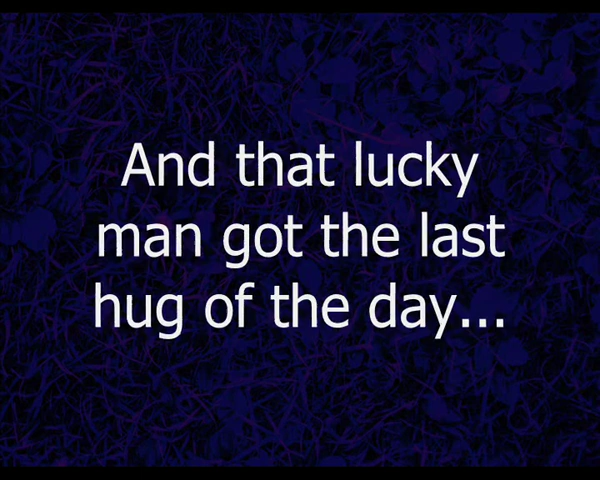 And that lucky
man got the last
hug of the day...